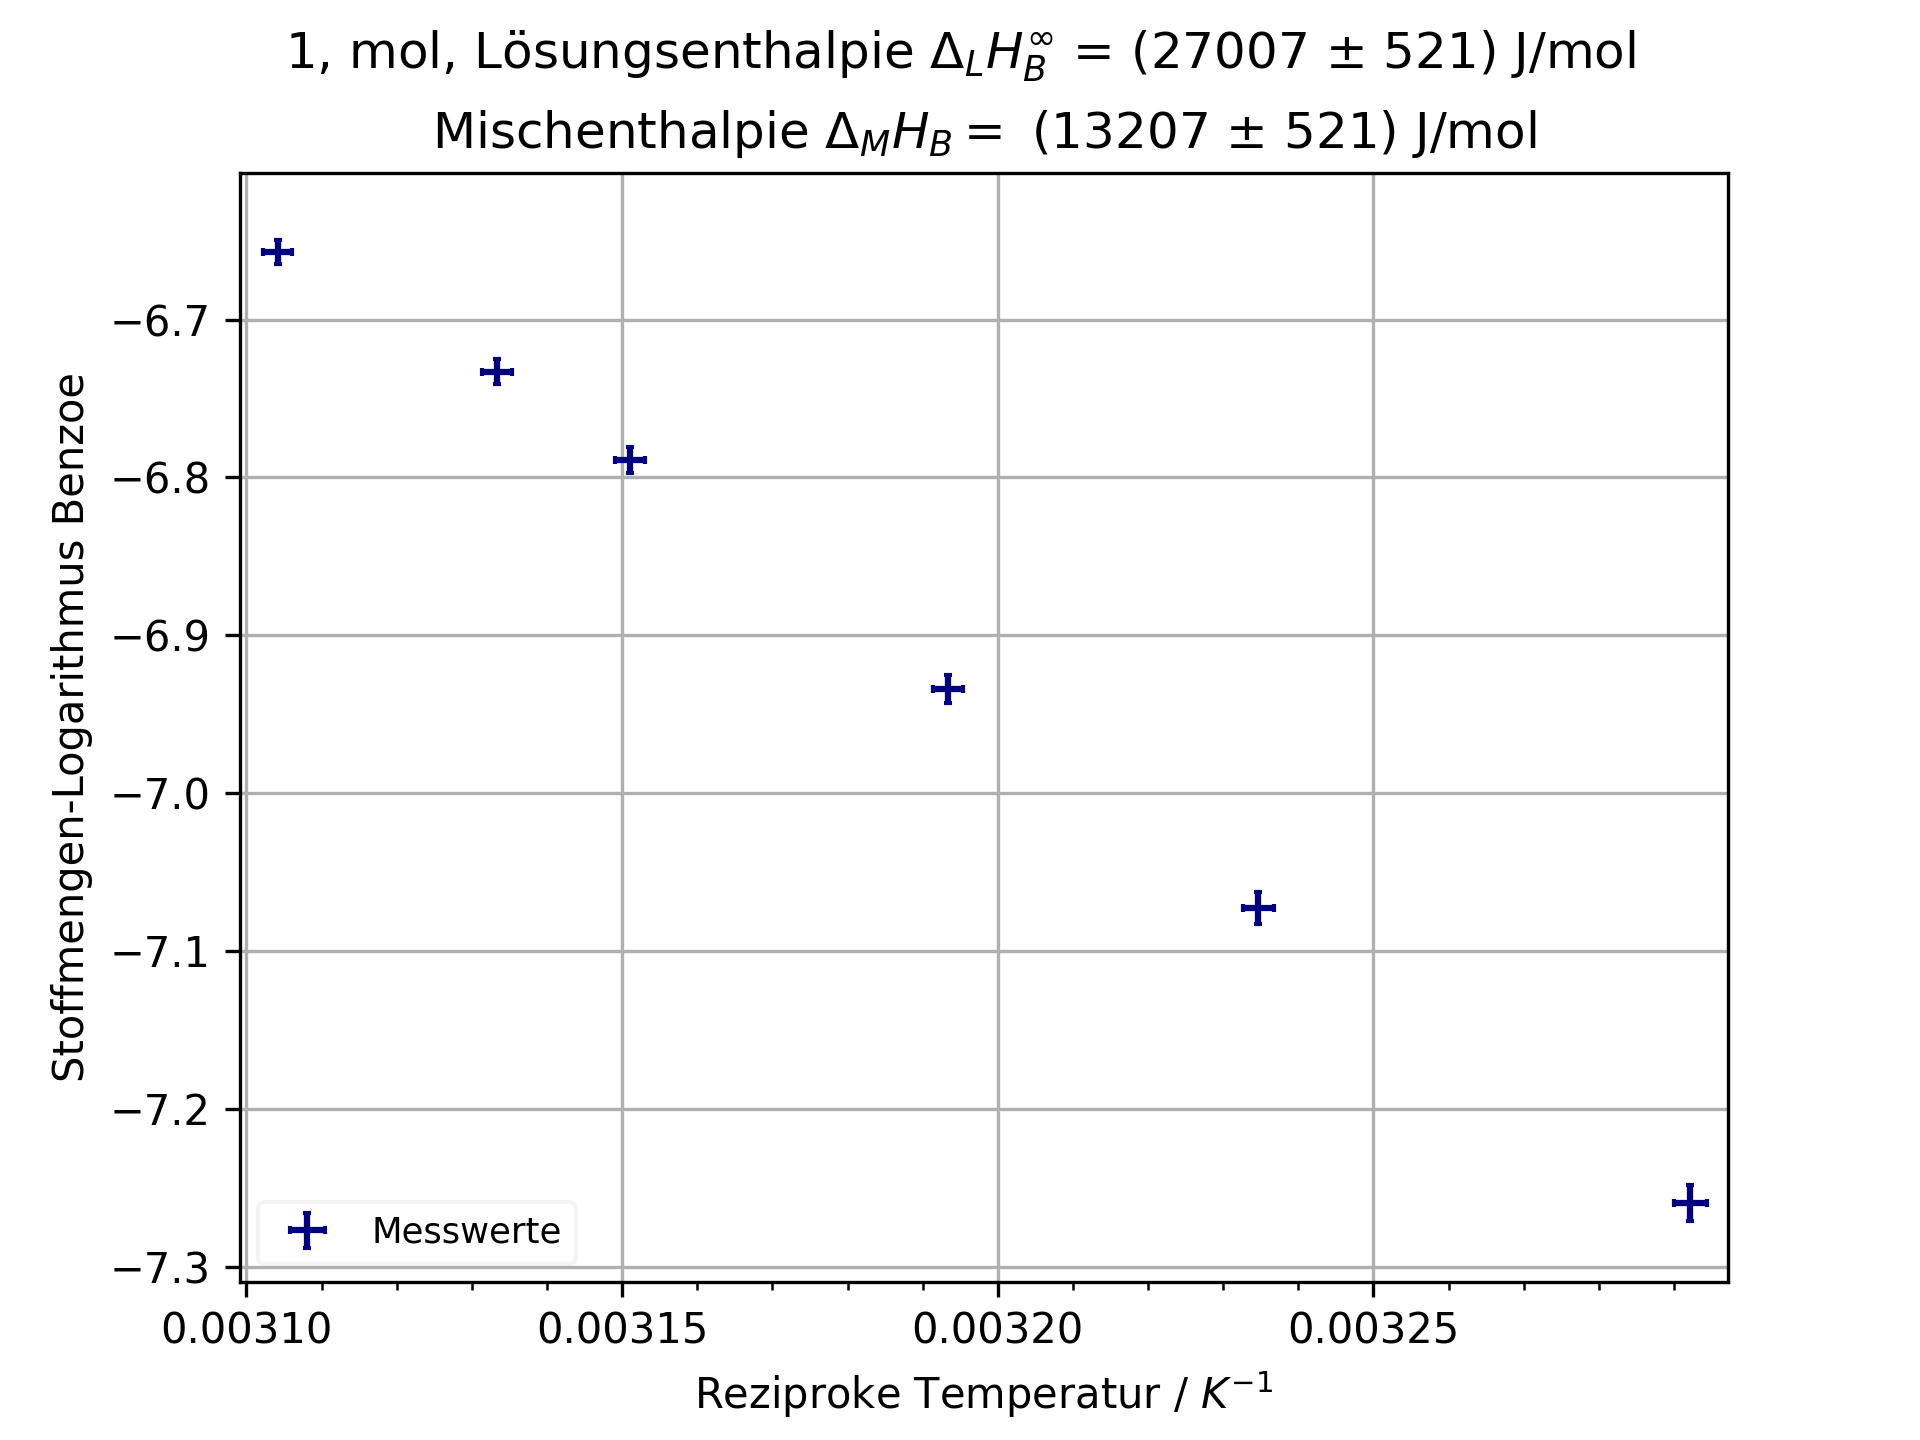 1, mol, Lösungsenthalpie Δ_L H_B^∞ = (27007 ± 521) J/mol
Mischenthalpie Δ_M H_B = (13207 ± 521) J/mol
Stoffmengen-Logarithmus Benzoe
−6.7
−6.8
−6.9
−7.0
−7.1
−7.2
−7.3
Messwerte
0.00310 0.00315 0.00320 0.00325
Reziproke Temperatur / K⁻¹